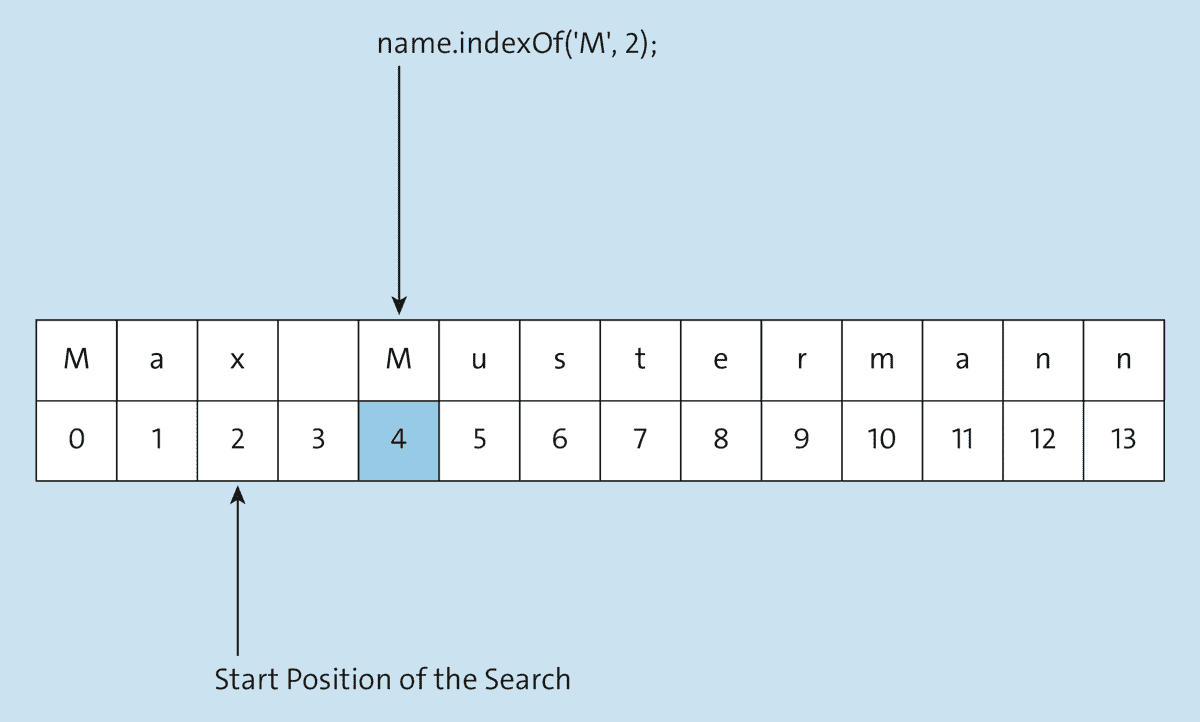 name.indexOf('M', 2);
M a x M u s t e r m a n n
0 1 2 3 4 5 6 7 8 9 10 11 12 13
Start Position of the Search